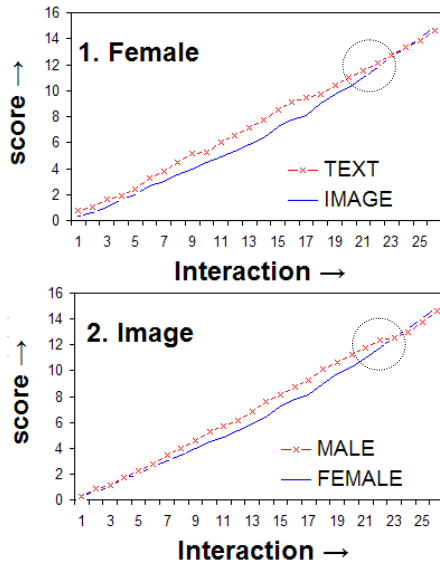 1. Female
score →
16
14
12
10
8
6
4
2
0
TEXT
IMAGE
1 3 5 7 9 11 13 15 17 19 21 23 25
Interaction →
2. Image
score →
16
14
12
10
8
6
4
2
0
MALE
FEMALE
1 3 5 7 9 11 13 15 17 19 21 23 25
Interaction →